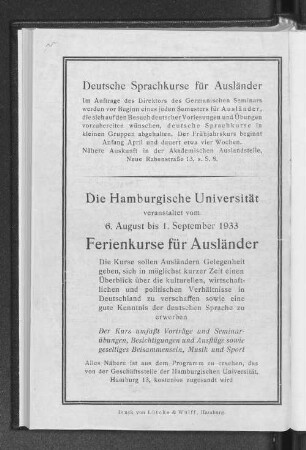 Deutsche Sprachkurse für Ausländer
Im Auftrage des Direktors des Germanischen Seminars
werden vor Beginn eines jeden Semesters für Ausländer,
die sich auf den Besuch deutscher Vorlesungen und Übungen
vorzubereiten wünschen, deutsche Sprachkurse in
kleinen Gruppen abgehalten. Der Frühjahrskurs beginnt
Anfang April und dauert etwa vier Wochen.
Nähere Auskunft in der Akademischen Auslandstelle,
Neue Rabenstraße 13, s. S. 9.
Die Hamburgische Universität
veranstaltet vom
6. August bis 1. September 1933
Ferienkurse für Ausländer
Die Kurse sollen Ausländern Gelegenheit
geben, sich in möglichst kurzer Zeit einen
Überblick über die kulturellen, wirtschaft-
lichen und politischen Verhältnisse in
Deutschland zu verschaffen sowie eine
gute Kenntnis der deutschen Sprache zu
erwerben
Der Kurs umfaßt Vorträge und Seminar-
übungen, Besichtigungen und Ausflüge sowie
geselliges Beisammensein, Musik und Sport
Alles Nähere ist aus dem Programm zu ersehen, das
von der Geschäftsstelle der Hamburgischen Universität,
Hamburg 13, kostenlos zugesandt wird
Druck von Lütcke & Wulff, Hamburg.